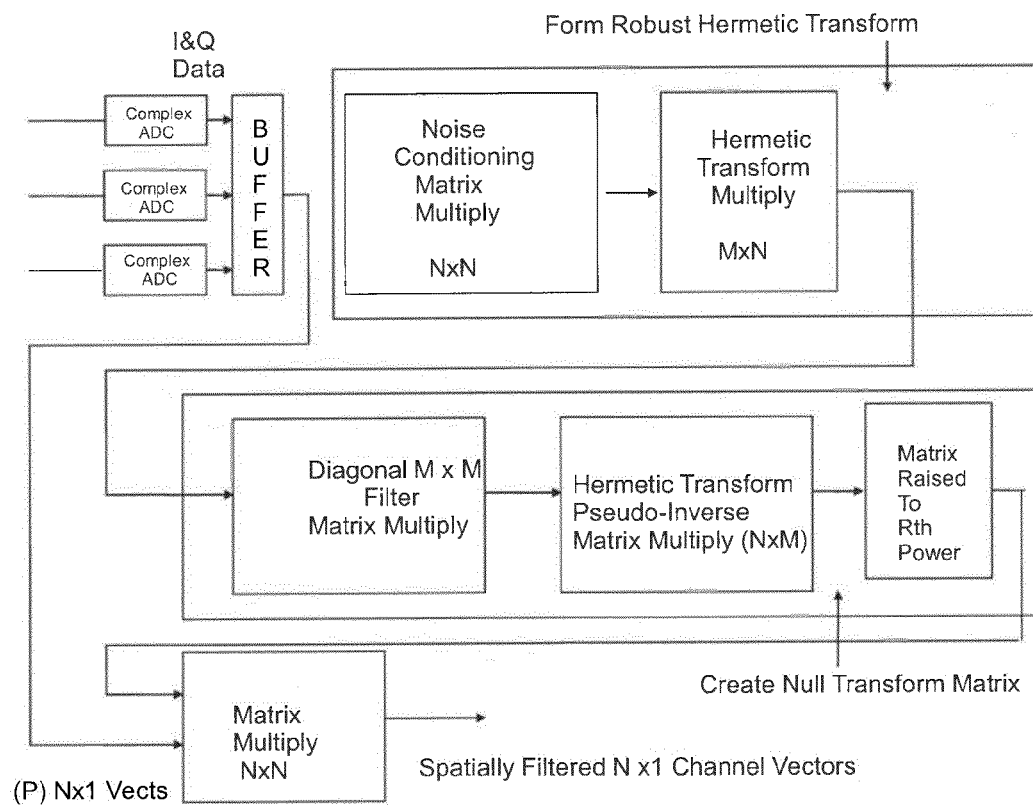 Form Robust Hermetic Transform
I&Q
Data
Complex
ADC
Complex
ADC
Complex
ADC
B
U
F
F
E
R
Noise
Conditioning
Matrix
Multiply
NxN
Hermetic
Transform
Multiply
MxN
Diagonal M x M
Filter
Matrix Multiply
Hermetic Transform
Pseudo-Inverse
Matrix Multiply (NxM)
Matrix
Raised
To
Rth
Power
Create Null Transform Matrix
Matrix
Multiply
NxN
Spatially Filtered N x1 Channel Vectors
(P) Nx1 Vects